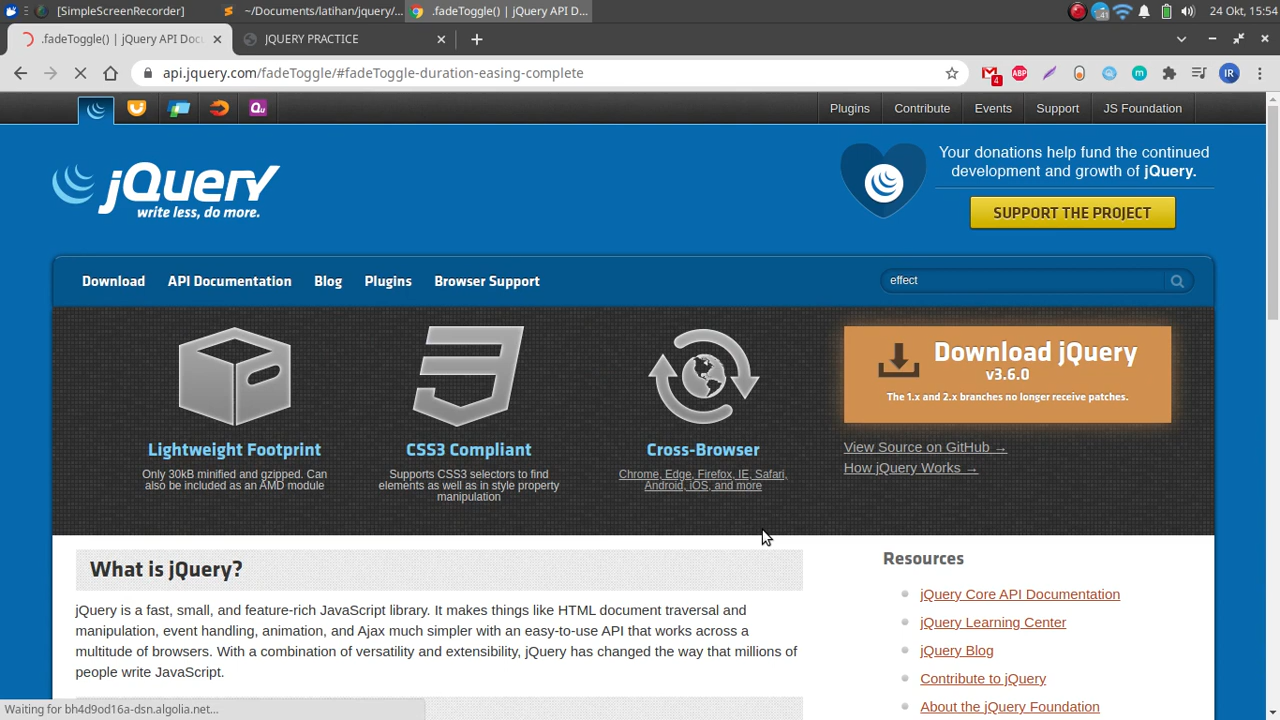 [SimpleScreenRecorder]
~/Documents/latihan/jquery/...
.fadeToggle() | jQuery API D...
24 Okt, 15:54
.fadeToggle() | jQuery API Doc
JQUERY PRACTICE
api.jquery.com/fadeToggle/#fadeToggle-duration-easing-complete
4
ABP
m
IR
Qu
Plugins
Contribute
Events
Support
JS Foundation
jQuery
write less, do more.
Your donations help fund the continued
development and growth of jQuery.
SUPPORT THE PROJECT
Download
API Documentation
Blog
Plugins
Browser Support
effect
Lightweight Footprint
Only 30kB minified and gzipped. Can
also be included as an AMD module
CSS3 Compliant
Supports CSS3 selectors to find
elements as well as in style property
manipulation
Cross-Browser
Chrome, Edge, Firefox, IE, Safari,
Android, iOS, and more
Download jQuery
v3.6.0
The 1.x and 2.x branches no longer receive patches.
View Source on GitHub →
How jQuery Works →
What is jQuery?
jQuery is a fast, small, and feature-rich JavaScript library. It makes things like HTML document traversal and
manipulation, event handling, animation, and Ajax much simpler with an easy-to-use API that works across a
multitude of browsers. With a combination of versatility and extensibility, jQuery has changed the way that millions of
people write JavaScript.
Resources
jQuery Core API Documentation
jQuery Learning Center
jQuery Blog
Contribute to jQuery
About the jQuery Foundation
Waiting for bh4d9od16a-dsn.algolia.net...